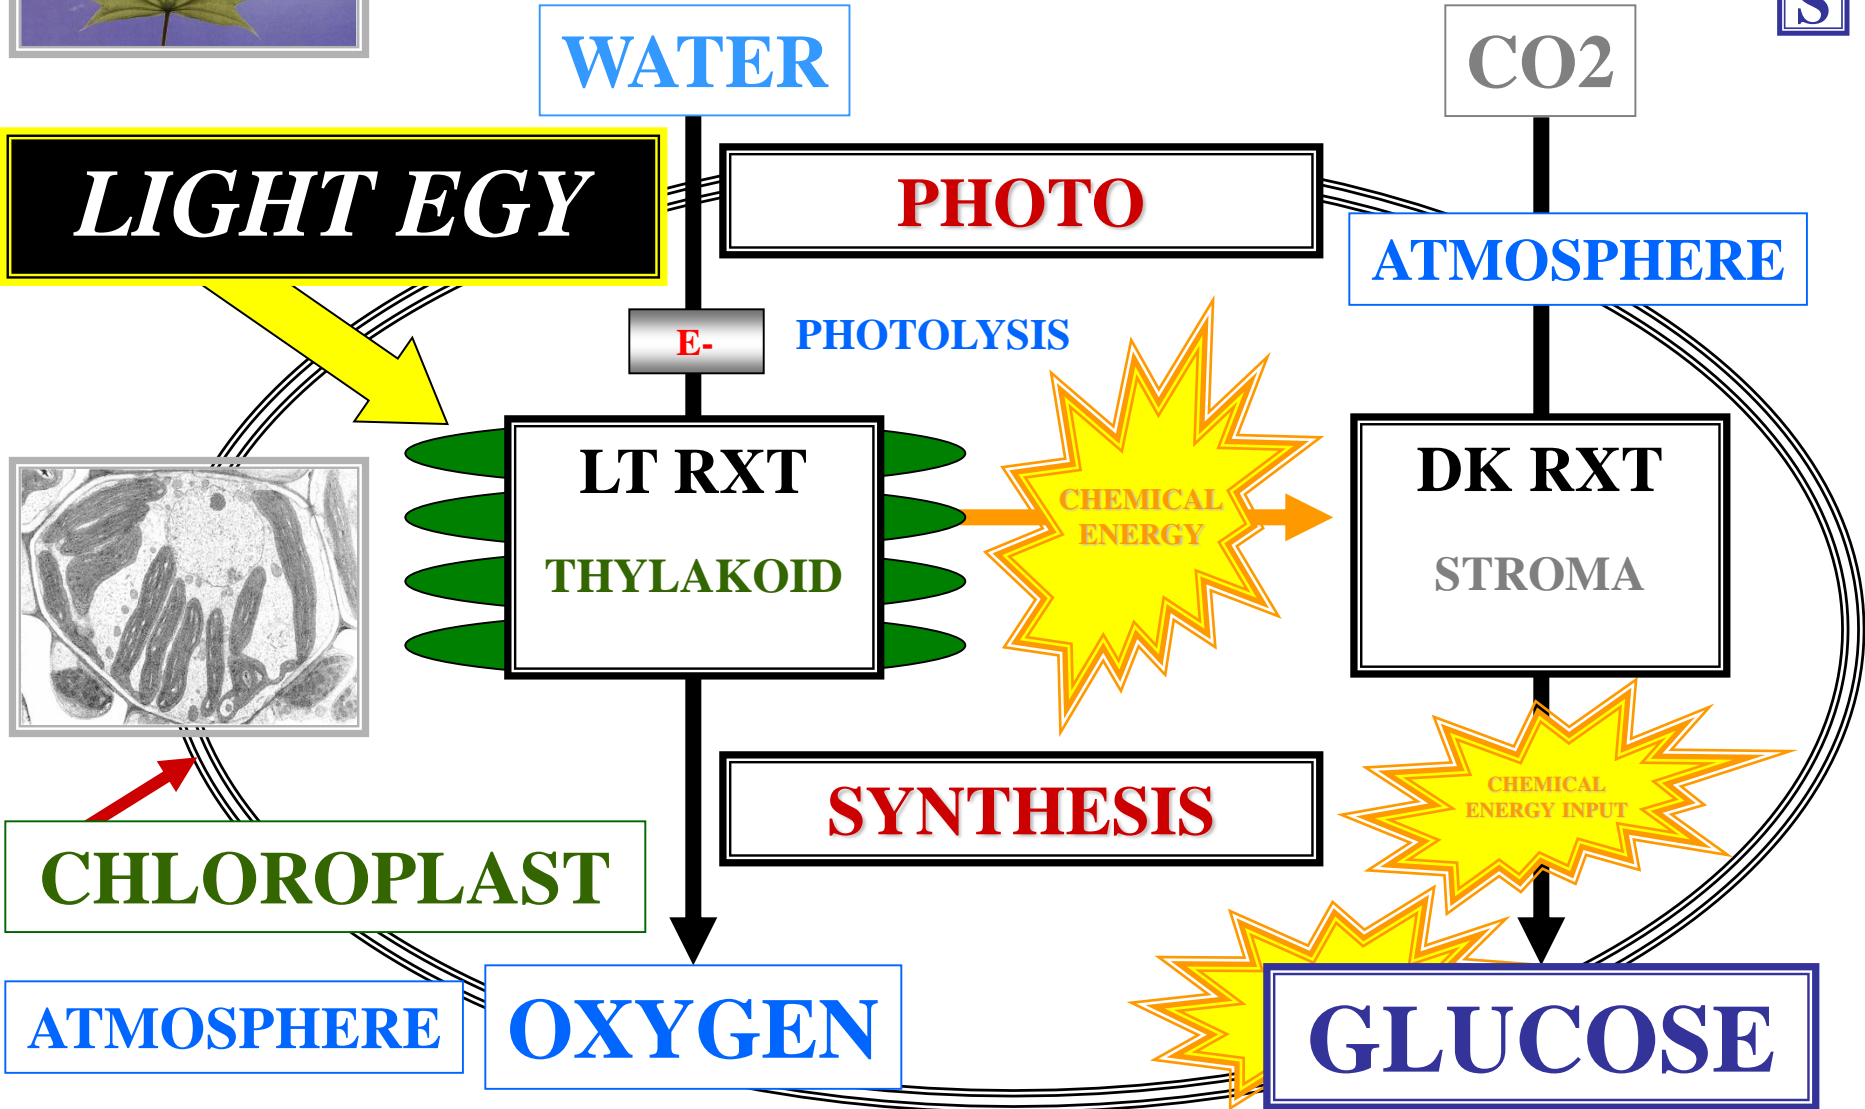 S
WATER
CO2
LIGHT EGY
PHOTO
ATMOSPHERE
E-
PHOTOLYSIS
LT RXT
THYLAKOID
CHEMICAL
ENERGY
DK RXT
STROMA
SYNTHESIS
CHEMICAL
ENERGY INPUT
CHLOROPLAST
ATMOSPHERE
OXYGEN
GLUCOSE